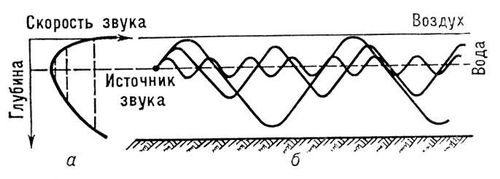 Скорость звука
Воздух
Глубина
Источник
звука
Вода
а
б